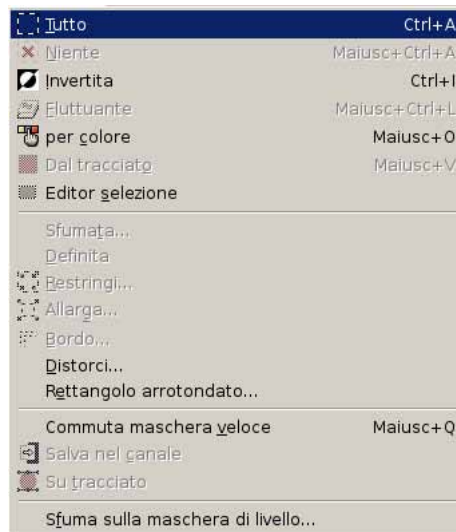 Tutto Ctrl+A
Niente Maiusc+Ctrl+A
Invertita Ctrl+I
Fluttuante Maiusc+Ctrl+L
per colore Maiusc+O
Dal tracciato Maiusc+V
Editor selezione
Sfumata...
Definita
Restringi...
Allarga...
Bordo...
Distorci...
Rettangolo arrotondato...
Commuta maschera veloce Maiusc+Q
Salva nel canale
Su tracciato
Sfuma sulla maschera di livello...